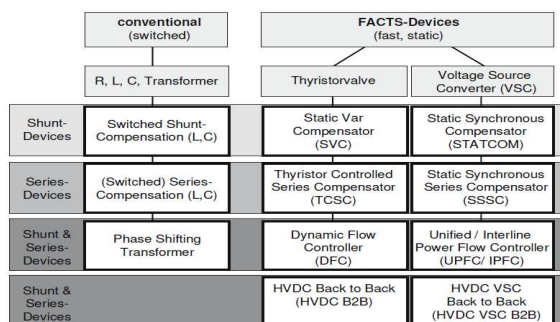 conventional
(switched)
FACTS-Devices
(fast, static)
R, L, C, Transformer
Thyristorvalve
Voltage Source
Converter (VSC)
Shunt-
Devices
Switched Shunt-
Compensation (L,C)
Static Var
Compensator
(SVC)
Static Synchronous
Compensator
(STATCOM)
Series-
Devices
(Switched) Series-
Compensation (L,C)
Thyristor Controlled
Series Compensator
(TCSC)
Static Synchronous
Series Compensator
(SSSC)
Shunt &
Series-
Devices
Phase Shifting
Transformer
Dynamic Flow
Controller
(DFC)
Unified / Interline
Power Flow Controller
(UPFC/ IPFC)
Shunt &
Series-
Devices
HVDC Back to Back
(HVDC B2B)
HVDC VSC
Back to Back
(HVDC VSC B2B)